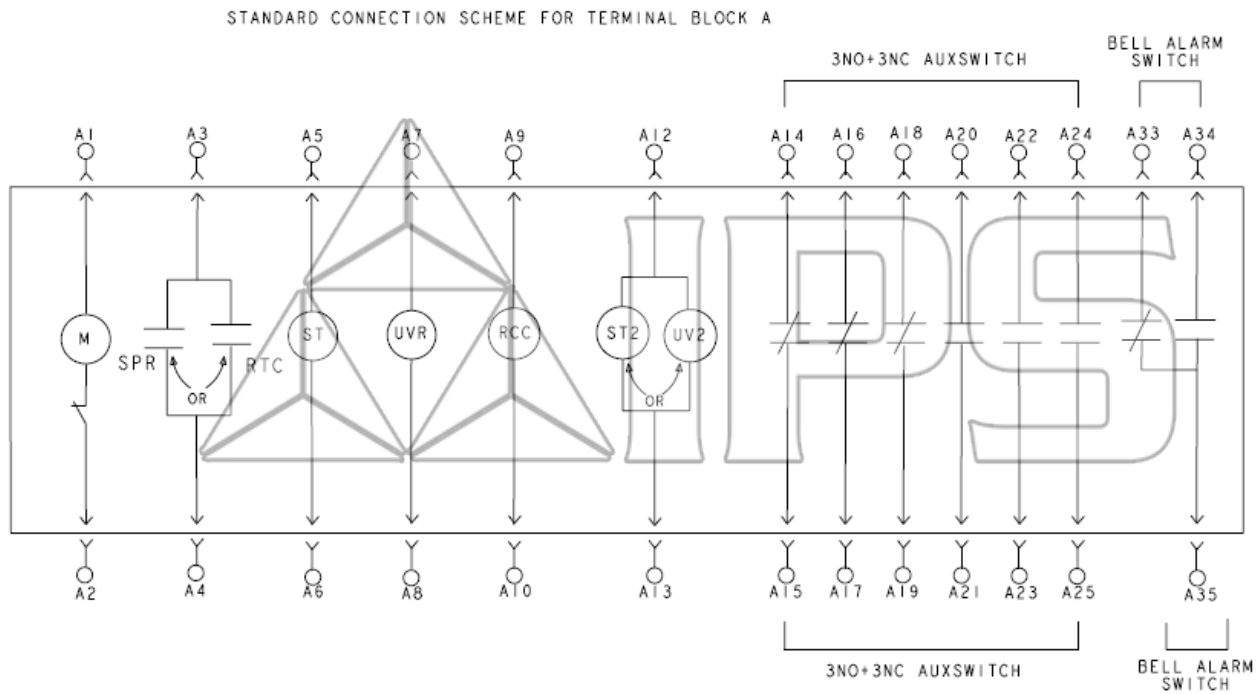 STANDARD CONNECTION SCHEME FOR TERMINAL BLOCK A
3NO+3NC AUXSWITCH
BELL ALARM
SWITCH
A1 A3 A5 A7 A9 A12 A14 A16 A18 A20 A22 A24 A33 A34
IPS
M SPR OR RTC ST UVR RCC ST2 OR UV2
A2 A4 A6 A8 A10 A13 A15 A17 A19 A21 A23 A25 A35
3NO+3NC AUXSWITCH
BELL ALARM
SWITCH